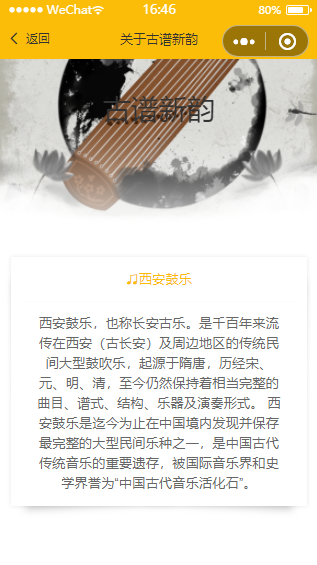 WeChat 16:46 80%
返回 关于古谱新韵
古谱新韵
♫西安鼓乐
西安鼓乐，也称长安古乐。是千百年来流
传在西安（古长安）及周边地区的传统民
间大型鼓吹乐，起源于隋唐，历经宋、
元、明、清，至今仍然保持着相当完整的
曲目、谱式、结构、乐器及演奏形式。 西
安鼓乐是迄今为止在中国境内发现并保存
最完整的大型民间乐种之一，是中国古代
传统音乐的重要遗存，被国际音乐界和史
学界誉为“中国古代音乐活化石”。